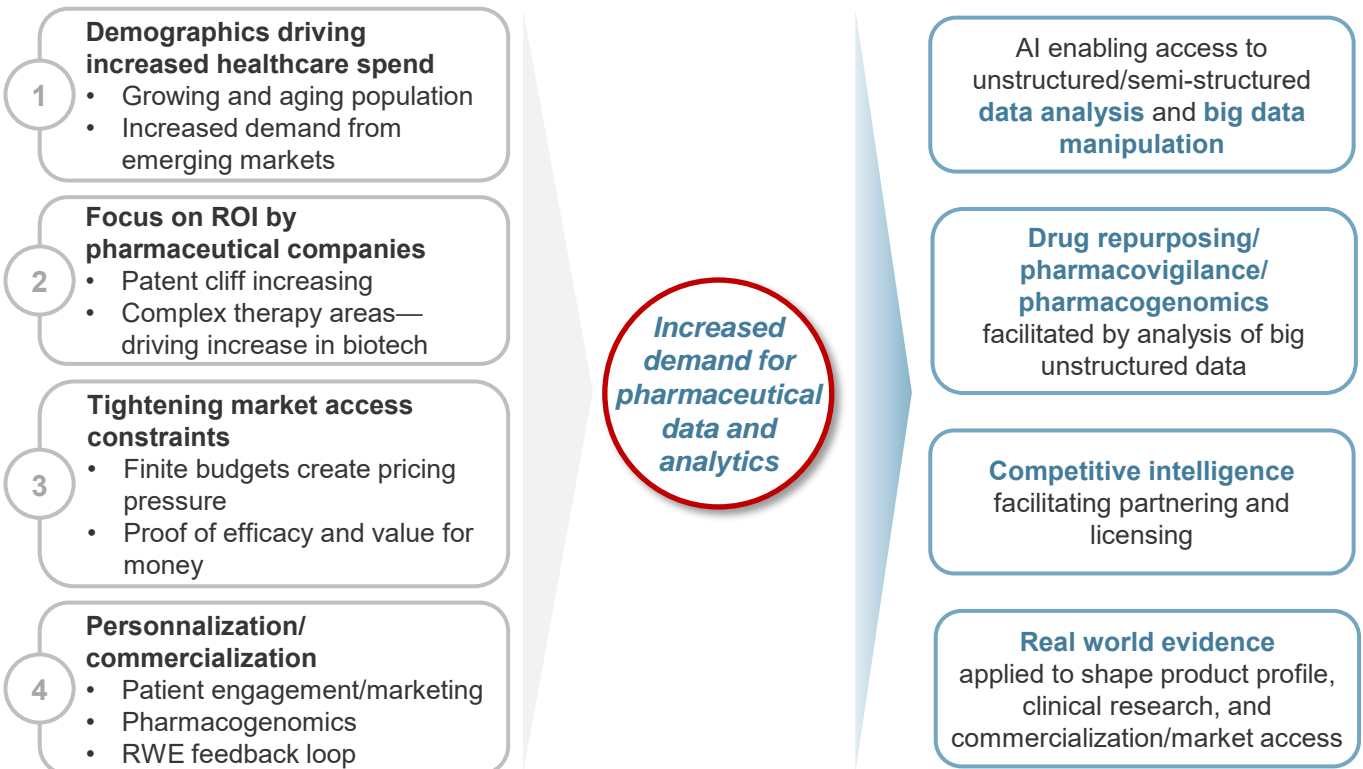 1
Demographics driving
increased healthcare spend
• Growing and aging population
• Increased demand from
emerging markets
2
Focus on ROI by
pharmaceutical companies
• Patent cliff increasing
• Complex therapy areas—
driving increase in biotech
3
Tightening market access
constraints
• Finite budgets create pricing
pressure
• Proof of efficacy and value for
money
4
Personnalization/
commercialization
• Patient engagement/marketing
• Pharmacogenomics
• RWE feedback loop
Increased
demand for
pharmaceutical
data and
analytics
AI enabling access to
unstructured/semi-structured
data analysis and big data
manipulation
Drug repurposing/
pharmacovigilance/
pharmacogenomics
facilitated by analysis of big
unstructured data
Competitive intelligence
facilitating partnering and
licensing
Real world evidence
applied to shape product profile,
clinical research, and
commercialization/market access